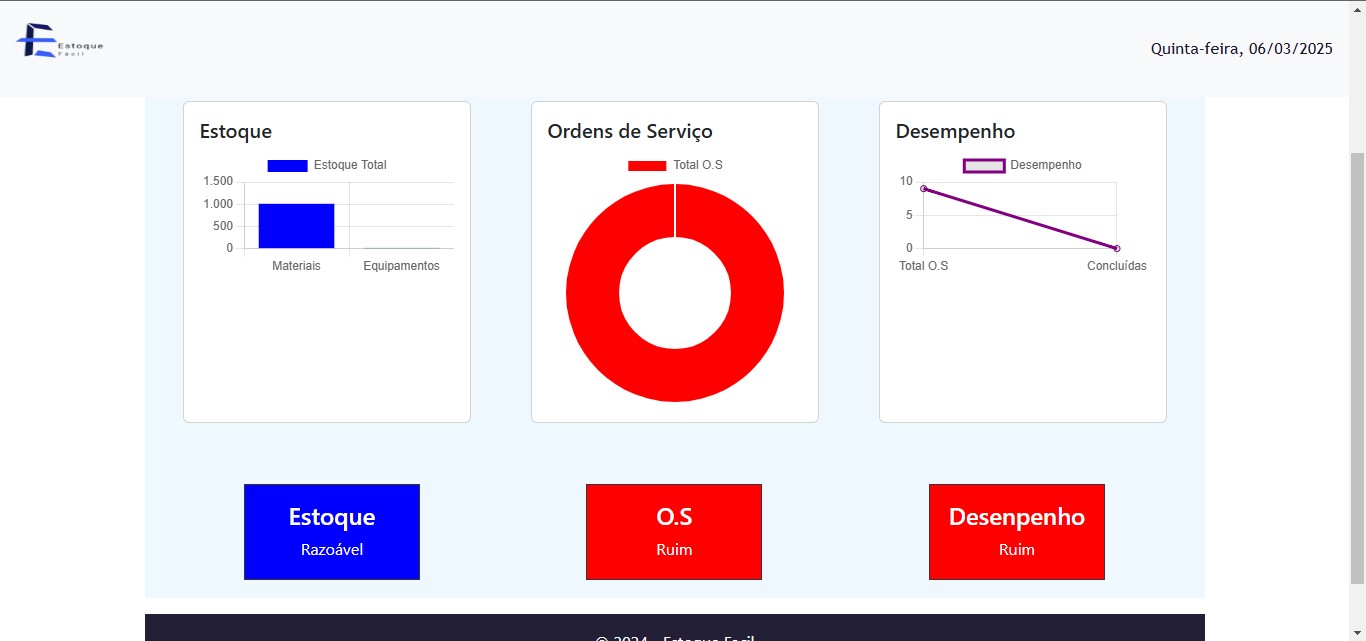 Estoque
Facil
Quinta-feira, 06/03/2025
Estoque
Estoque Total
1.500
1.000
500
0
Materiais
Equipamentos
Ordens de Serviço
Total O.S
Desempenho
Desempenho
10
5
0
Total O.S
Concluídas
Estoque
Razoável
O.S
Ruim
Desenpenho
Ruim
© 2024 - Estoque Facil